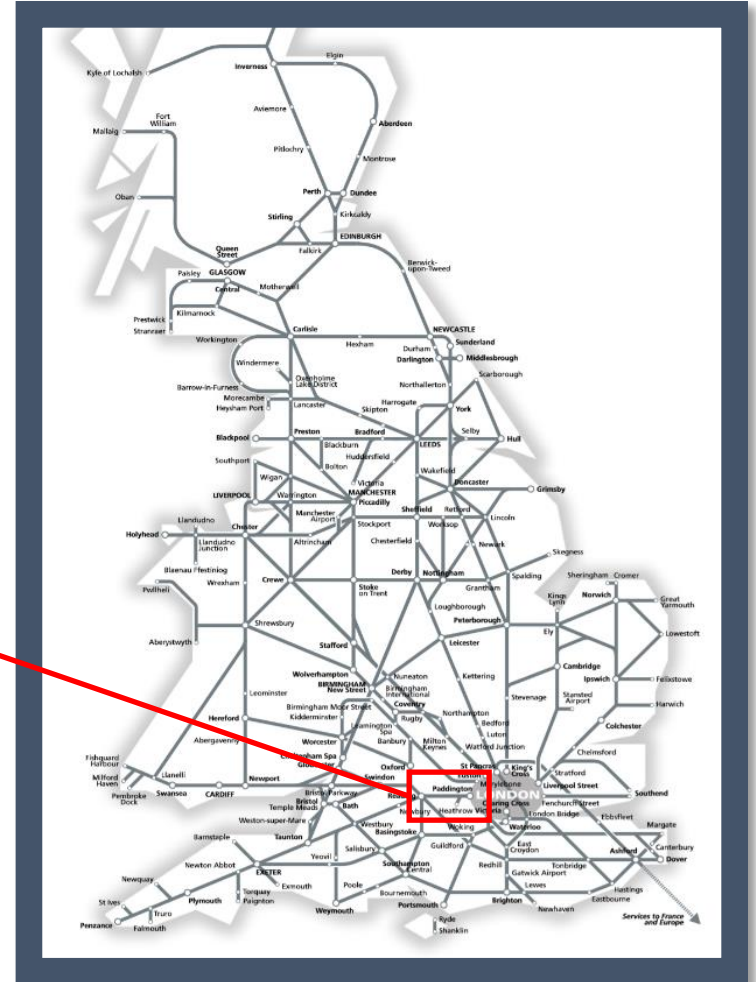 Elgin
Inverness
Kyle of Lochalsh
Aviemore
Fort
William
Aberdeen
Mallaig
Pitlochry
Montrose
Perth
Dundee
Oban
Stirling
Kirkcaldy
EDINBURGH
Queen
Street
Falkirk
Berwick-
upon-Tweed
Paisley
GLASGOW
Central
Motherwell
Prestwick
Kilmarnock
Stranraer
Carlisle
NEWCASTLE
Workington
Hexham
Sunderland
Durham
Darlington
Middlesbrough
Windermere
Scarborough
Oxenholme
Lake District
Northallerton
Barrow-in-Furness
Morecambe
Heysham Port
Lancaster
Harrogate
York
Skipton
Blackpool
Preston
Bradford
Selby
Blackburn
LEEDS
Hull
Southport
Huddersfield
Bolton
Wakefield
Wigan
Victoria
Doncaster
LIVERPOOL
Warrington
MANCHESTER
Piccadilly
Grimsby
Sheffield
Retford
Manchester
Airport
Lincoln
Llandudno
Chester
Stockport
Worksop
Holyhead
Llandudno
Junction
Altrincham
Chesterfield
Newark
Skegness
Blaenau Ffestiniog
Wrexham
Crewe
Derby
Nottingham
Spalding
Sheringham
Cromer
Pwllheli
Stoke
on Trent
Grantham
Kings
Lynn
Norwich
Great
Yarmouth
Loughborough
Shrewsbury
Peterborough
Ely
Lowestoft
Aberystwyth
Stafford
Leicester
Wolverhampton
Cambridge
BIRMINGHAM
New Street
Nuneaton
Kettering
Ipswich
Felixstowe
Leominster
Birmingham
International
Stevenage
Stansted
Airport
Harwich
Birmingham Moor Street
Coventry
Northampton
Hereford
Kidderminster
Rugby
Bedford
Colchester
Leamington
Spa
Luton
Abergavenny
Worcester
Banbury
Milton
Keynes
Watford Junction
Chelmsford
Cheltenham Spa
Fishguard
Harbour
Gloucester
Oxford
St Pancras
King's
Cross
Stratford
Llanelli
Newport
Swindon
Euston
Milford
Haven
Paddington
Marylebone
Liverpool Street
Pembroke
Dock
Swansea
CARDIFF
Bristol Parkway
Reading
LONDON
Southend
Bristol
Temple Meads
Bath
Charing Cross
Fenchurch Street
Newbury
Heathrow
Victoria
London Bridge
Ebbsfleet
Weston-super-Mare
Westbury
Basingstoke
Woking
Waterloo
Margate
Barnstaple
Taunton
Salisbury
Guildford
East
Croydon
Ashford
Canterbury
Yeovil
Newton Abbot
EXETER
Southampton
Central
Redhill
Tonbridge
Dover
Gatwick Airport
Newquay
Torquay
Paignton
Exmouth
Poole
Bournemouth
Lewes
Hastings
Eastbourne
St Ives
Plymouth
Weymouth
Portsmouth
Brighton
Newhaven
Truro
Penzance
Falmouth
Ryde
Shanklin
Services to France
and Europe